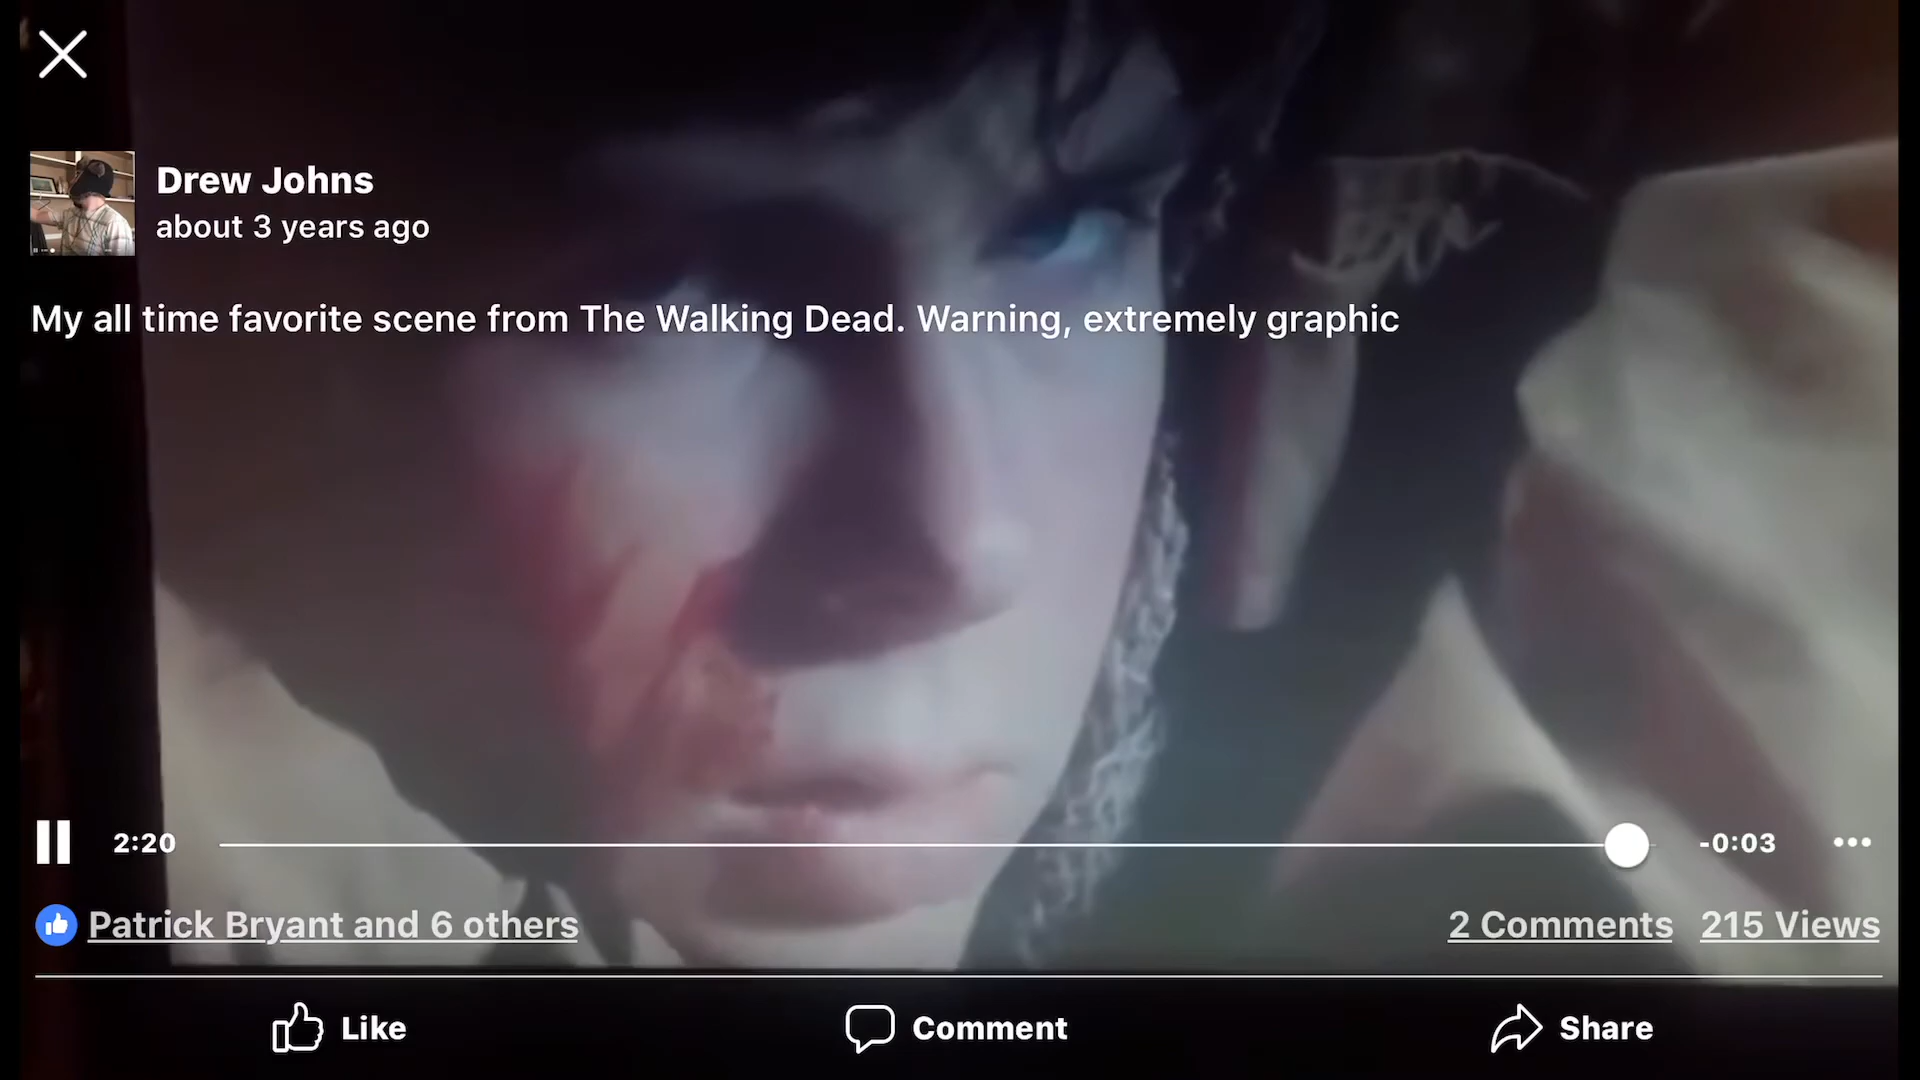 Drew Johns
about 3 years ago
My all time favorite scene from The Walking Dead. Warning, extremely graphic
2:20
-0:03
Patrick Bryant and 6 others
2 Comments
215 Views
Like
Comment
Share